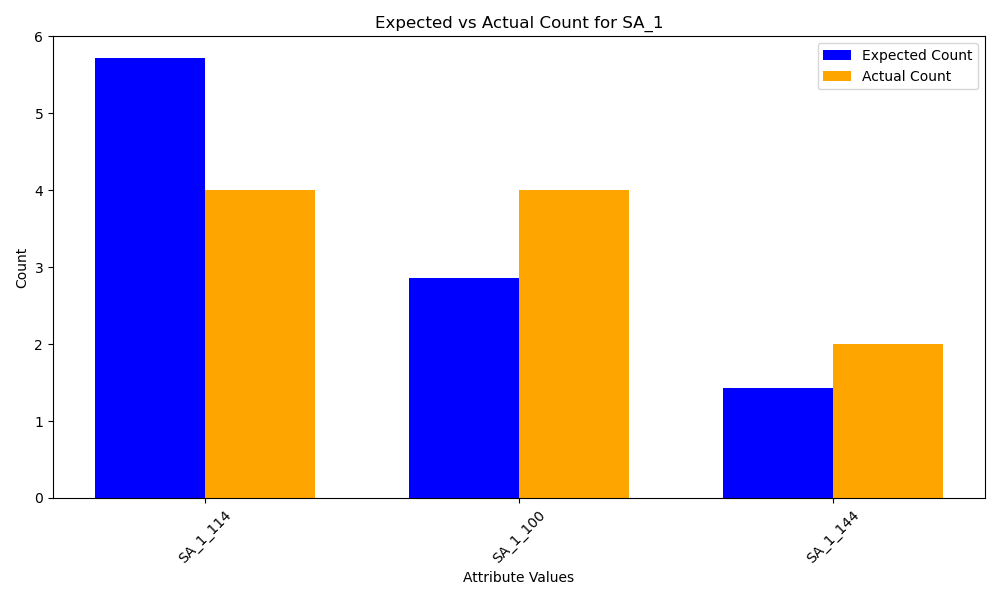 Expected vs Actual Count for SA_1
Expected Count
Actual Count
Count
6
5
4
3
2
1
0
SA_1_114
SA_1_100
SA_1_144
Attribute Values